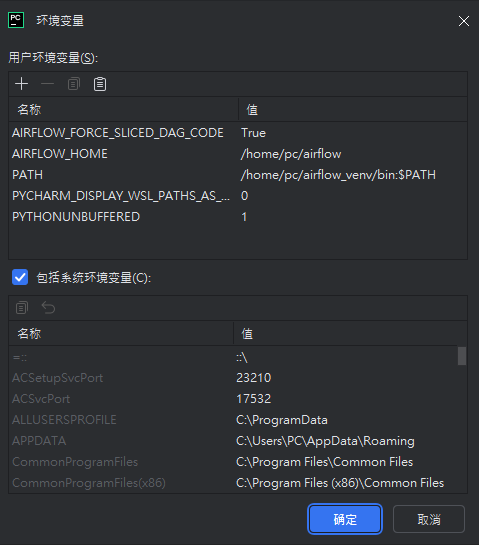 PC 环境变量
用户环境变量(S):
名称 值
AIRFLOW_FORCE_SLICED_DAG_CODE True
AIRFLOW_HOME /home/pc/airflow
PATH /home/pc/airflow_venv/bin:$PATH
PYCHARM_DISPLAY_WSL_PATHS_AS_... 0
PYTHONUNBUFFERED 1
包括系统环境变量(C):
名称 值
=:: ::\
ACSetupSvcPort 23210
ACSvcPort 17532
ALLUSERSPROFILE C:\ProgramData
APPDATA C:\Users\PC\AppData\Roaming
CommonProgramFiles C:\Program Files\Common Files
CommonProgramFiles(x86) C:\Program Files (x86)\Common Files
确定 取消